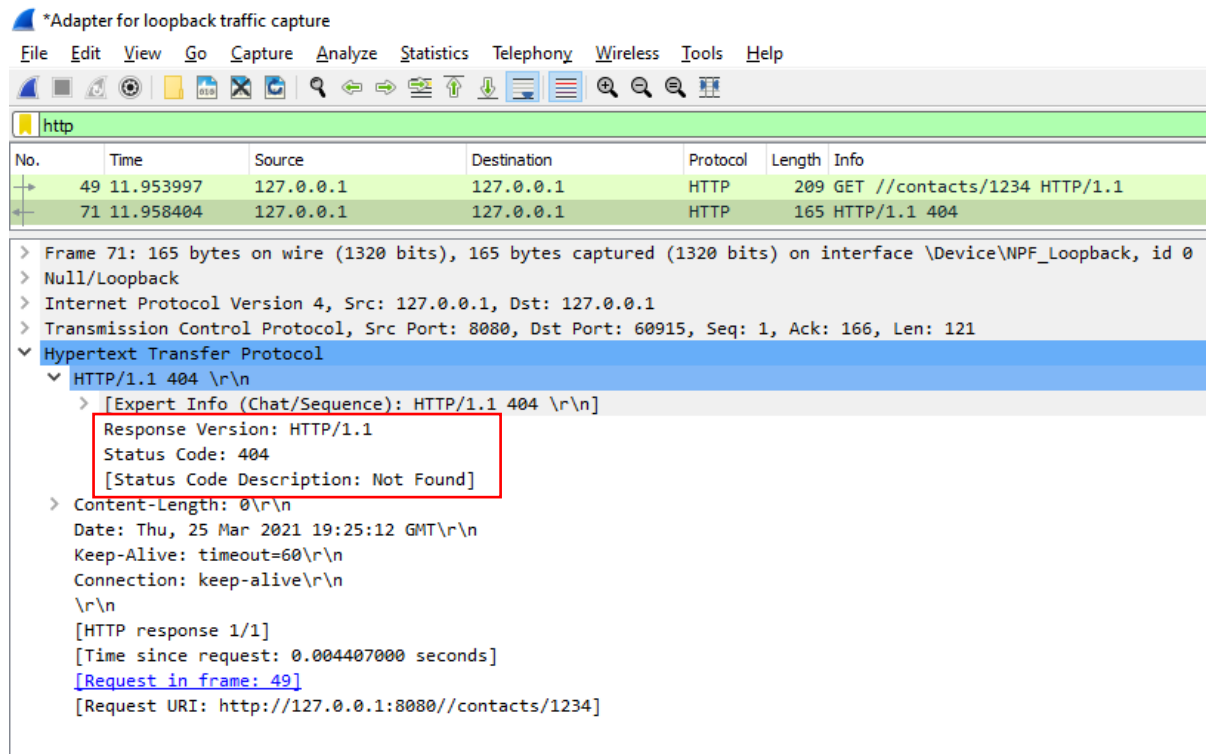 *Adapter for loopback traffic capture
File Edit View Go Capture Analyze Statistics Telephony Wireless Tools Help
http
No. Time Source Destination Protocol Length Info
49 11.953997 127.0.0.1 127.0.0.1 HTTP 209 GET //contacts/1234 HTTP/1.1
71 11.958404 127.0.0.1 127.0.0.1 HTTP 165 HTTP/1.1 404
Frame 71: 165 bytes on wire (1320 bits), 165 bytes captured (1320 bits) on interface \Device\NPF_Loopback, id 0
Null/Loopback
Internet Protocol Version 4, Src: 127.0.0.1, Dst: 127.0.0.1
Transmission Control Protocol, Src Port: 8080, Dst Port: 60915, Seq: 1, Ack: 166, Len: 121
Hypertext Transfer Protocol
HTTP/1.1 404 \r\n
[Expert Info (Chat/Sequence): HTTP/1.1 404 \r\n]
Response Version: HTTP/1.1
Status Code: 404
[Status Code Description: Not Found]
Content-Length: 0\r\n
Date: Thu, 25 Mar 2021 19:25:12 GMT\r\n
Keep-Alive: timeout=60\r\n
Connection: keep-alive\r\n
\r\n
[HTTP response 1/1]
[Time since request: 0.004407000 seconds]
[Request in frame: 49]
[Request URI: http://127.0.0.1:8080//contacts/1234]